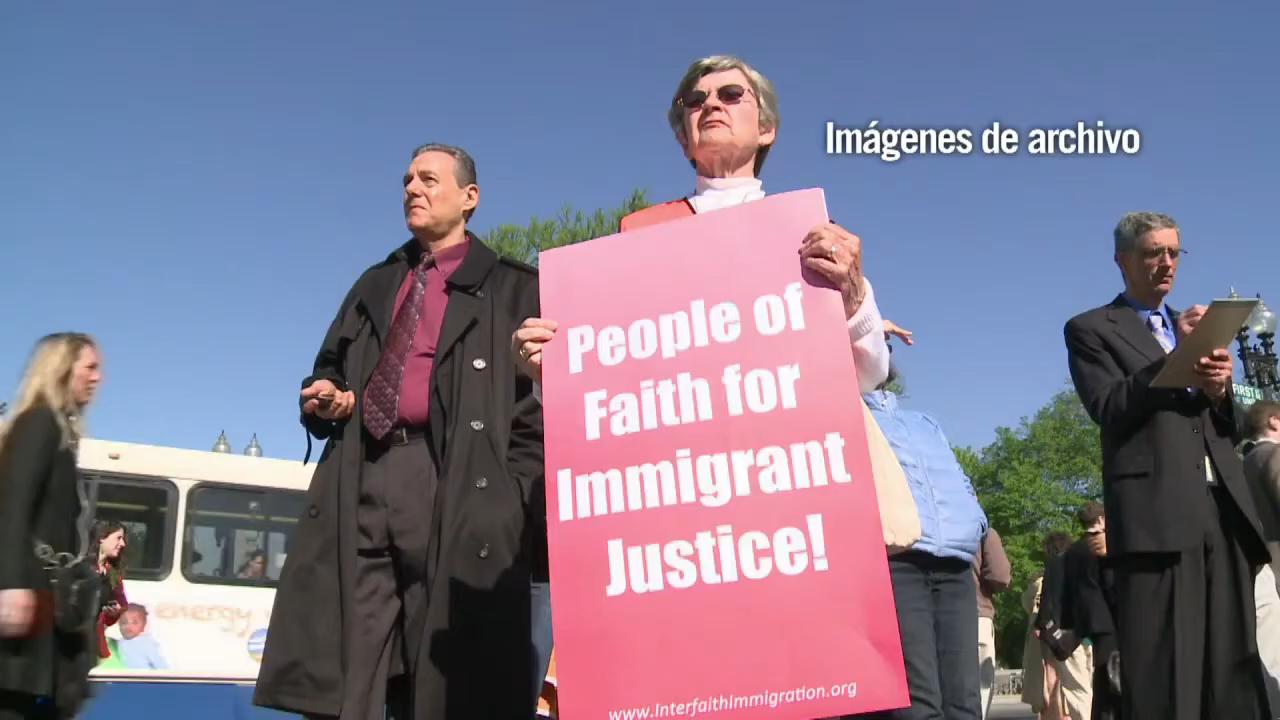 Imágenes de archivo
People of
Faith for
Immigrant
Justice!
www.InterfaithImmigration.org
energy
FIRST